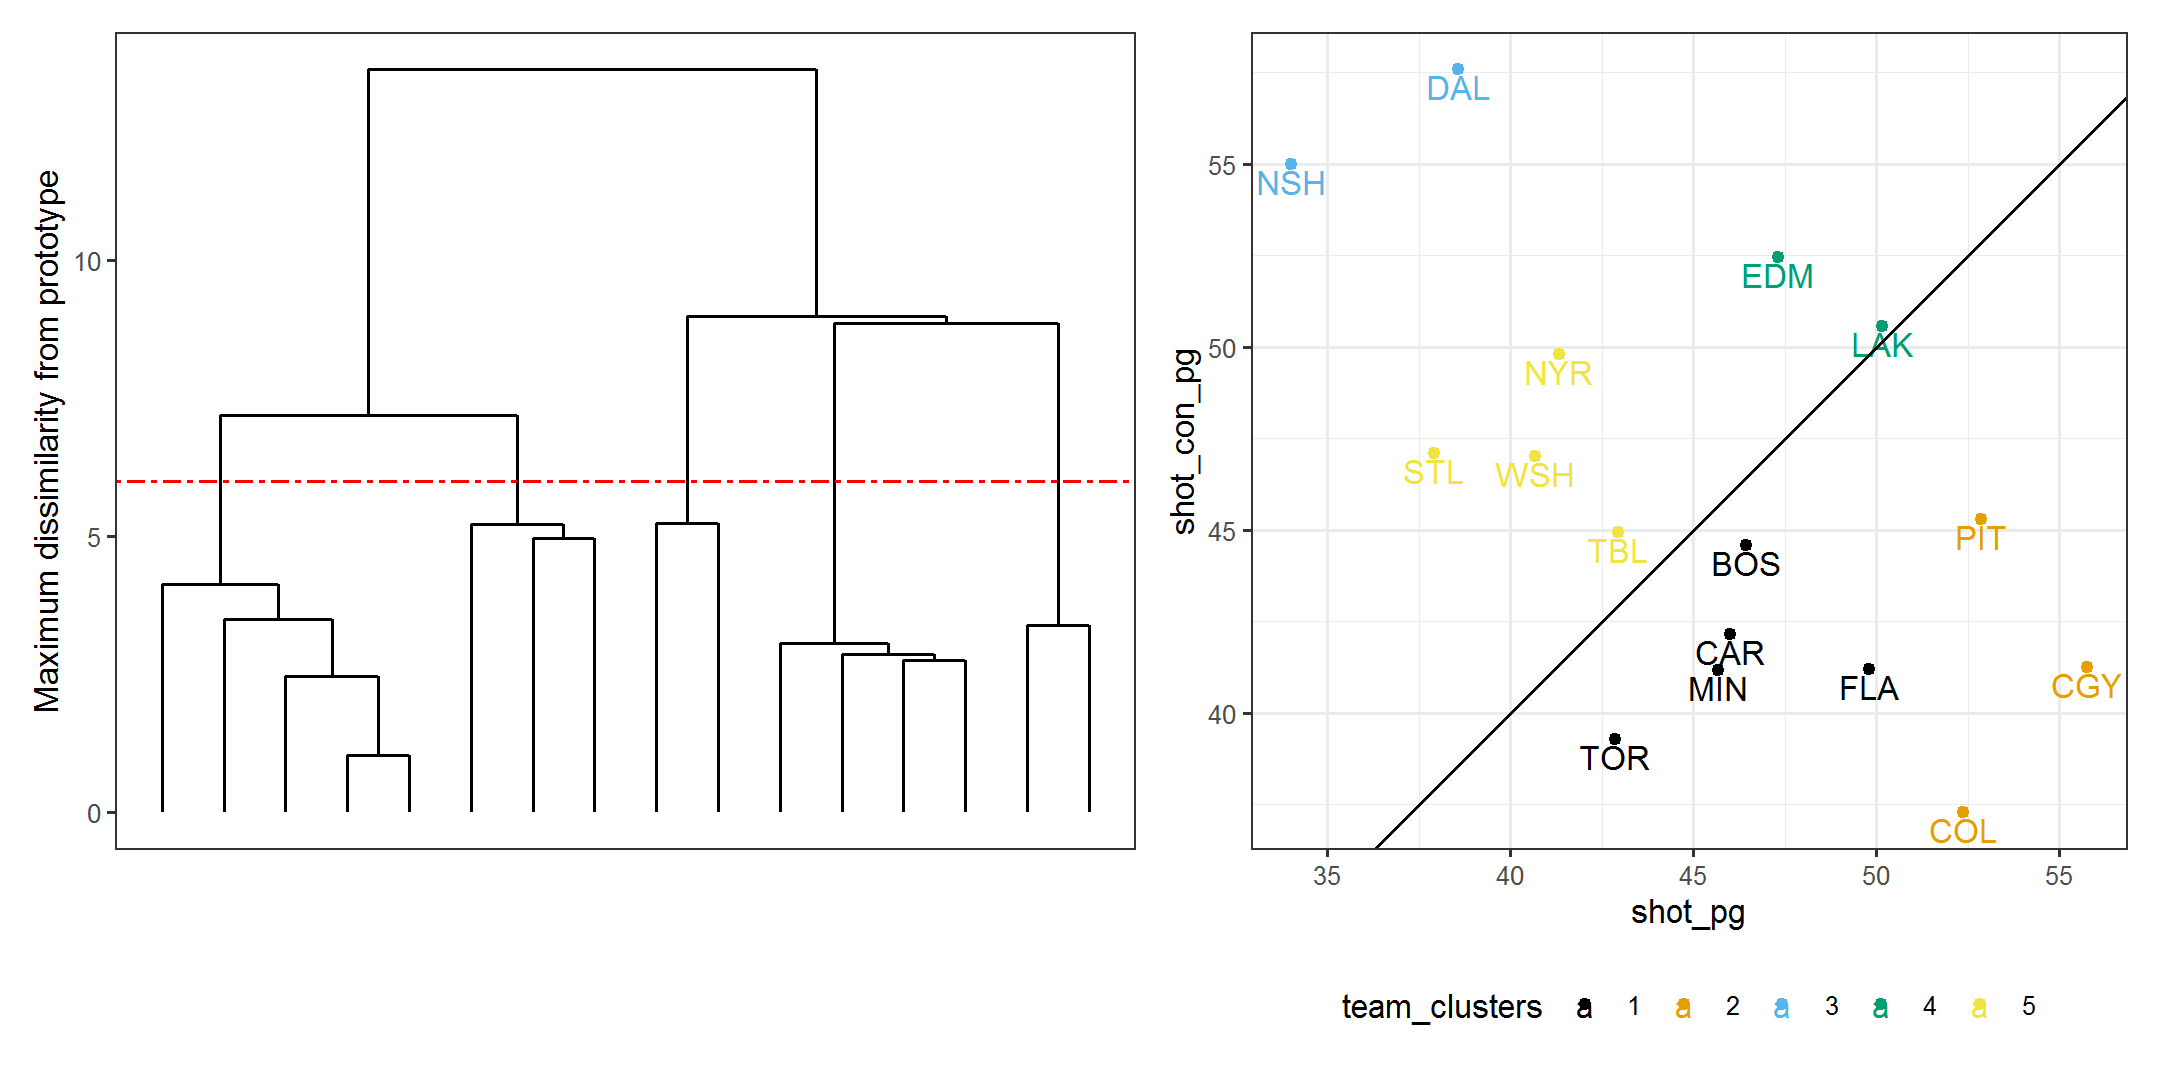 Maximum dissimilarity from prototype
10
5
0
shot_con_pg
55
50
45
40
DAL
NSH
EDM
LAK
NYR
STL
WSH
TBL
PIT
BOS
CAR
MIN
FLA
CGY
TOR
COL
35 40 45 50 55
shot_pg
team_clusters a 1 a 2 a 3 a 4 a 5